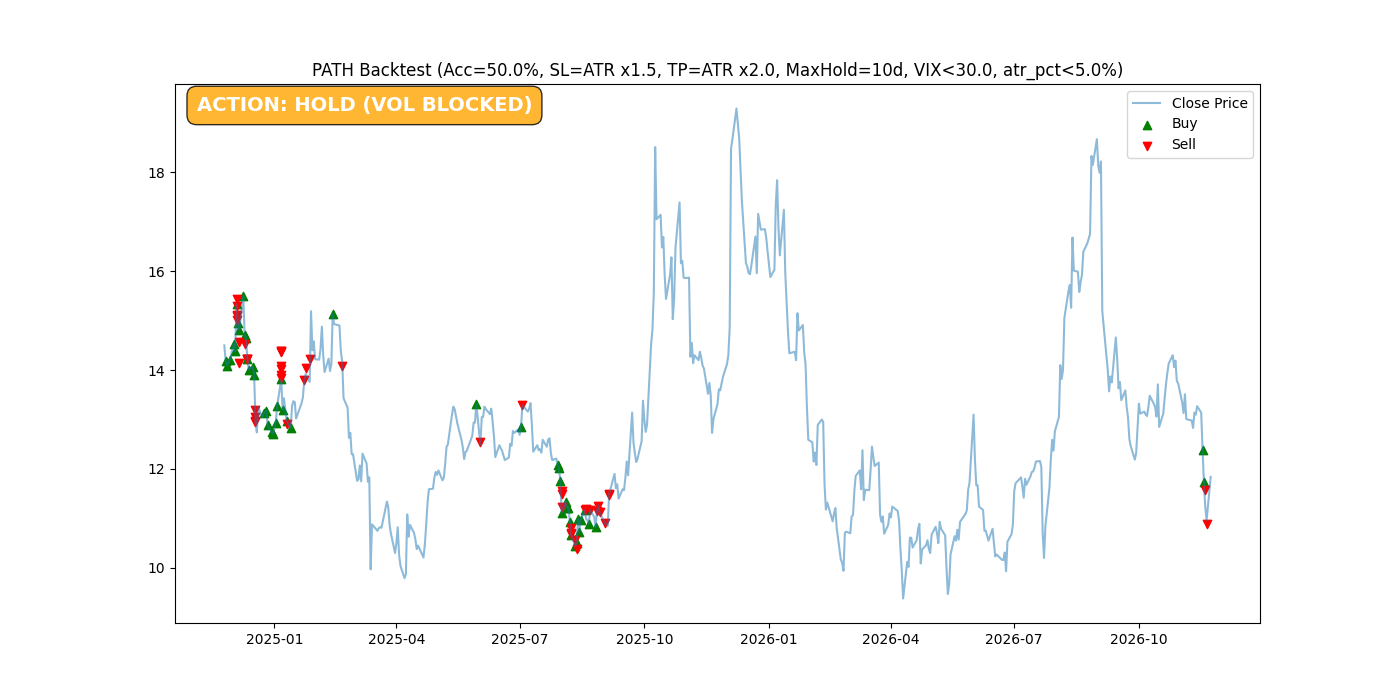 PATH Backtest (Acc=50.0%, SL=ATR x1.5, TP=ATR x2.0, MaxHold=10d, VIX<30.0, atr_pct<5.0%)
ACTION: HOLD (VOL BLOCKED)
Close Price
Buy
Sell
18
16
14
12
10
2025-01
2025-04
2025-07
2025-10
2026-01
2026-04
2026-07
2026-10